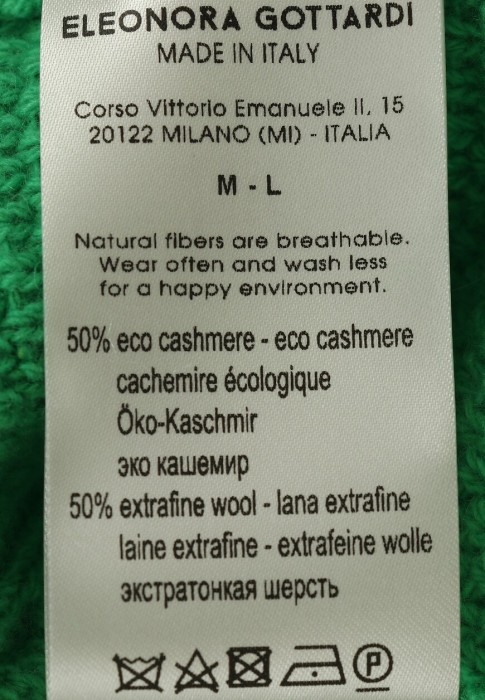 ELEONORA GOTTARDI
MADE IN ITALY
Corso Vittorio Emanuele II, 15
20122 MILANO (MI) - ITALIA
M - L
Natural fibers are breathable.
Wear often and wash less
for a happy environment.
50% eco cashmere - eco cashmere
cachemire écologique
Öko-Kaschmir
эко кашемир
50% extrafine wool - lana extrafine
laine extrafine - extrafeine wolle
экстратонкая шерсть
P